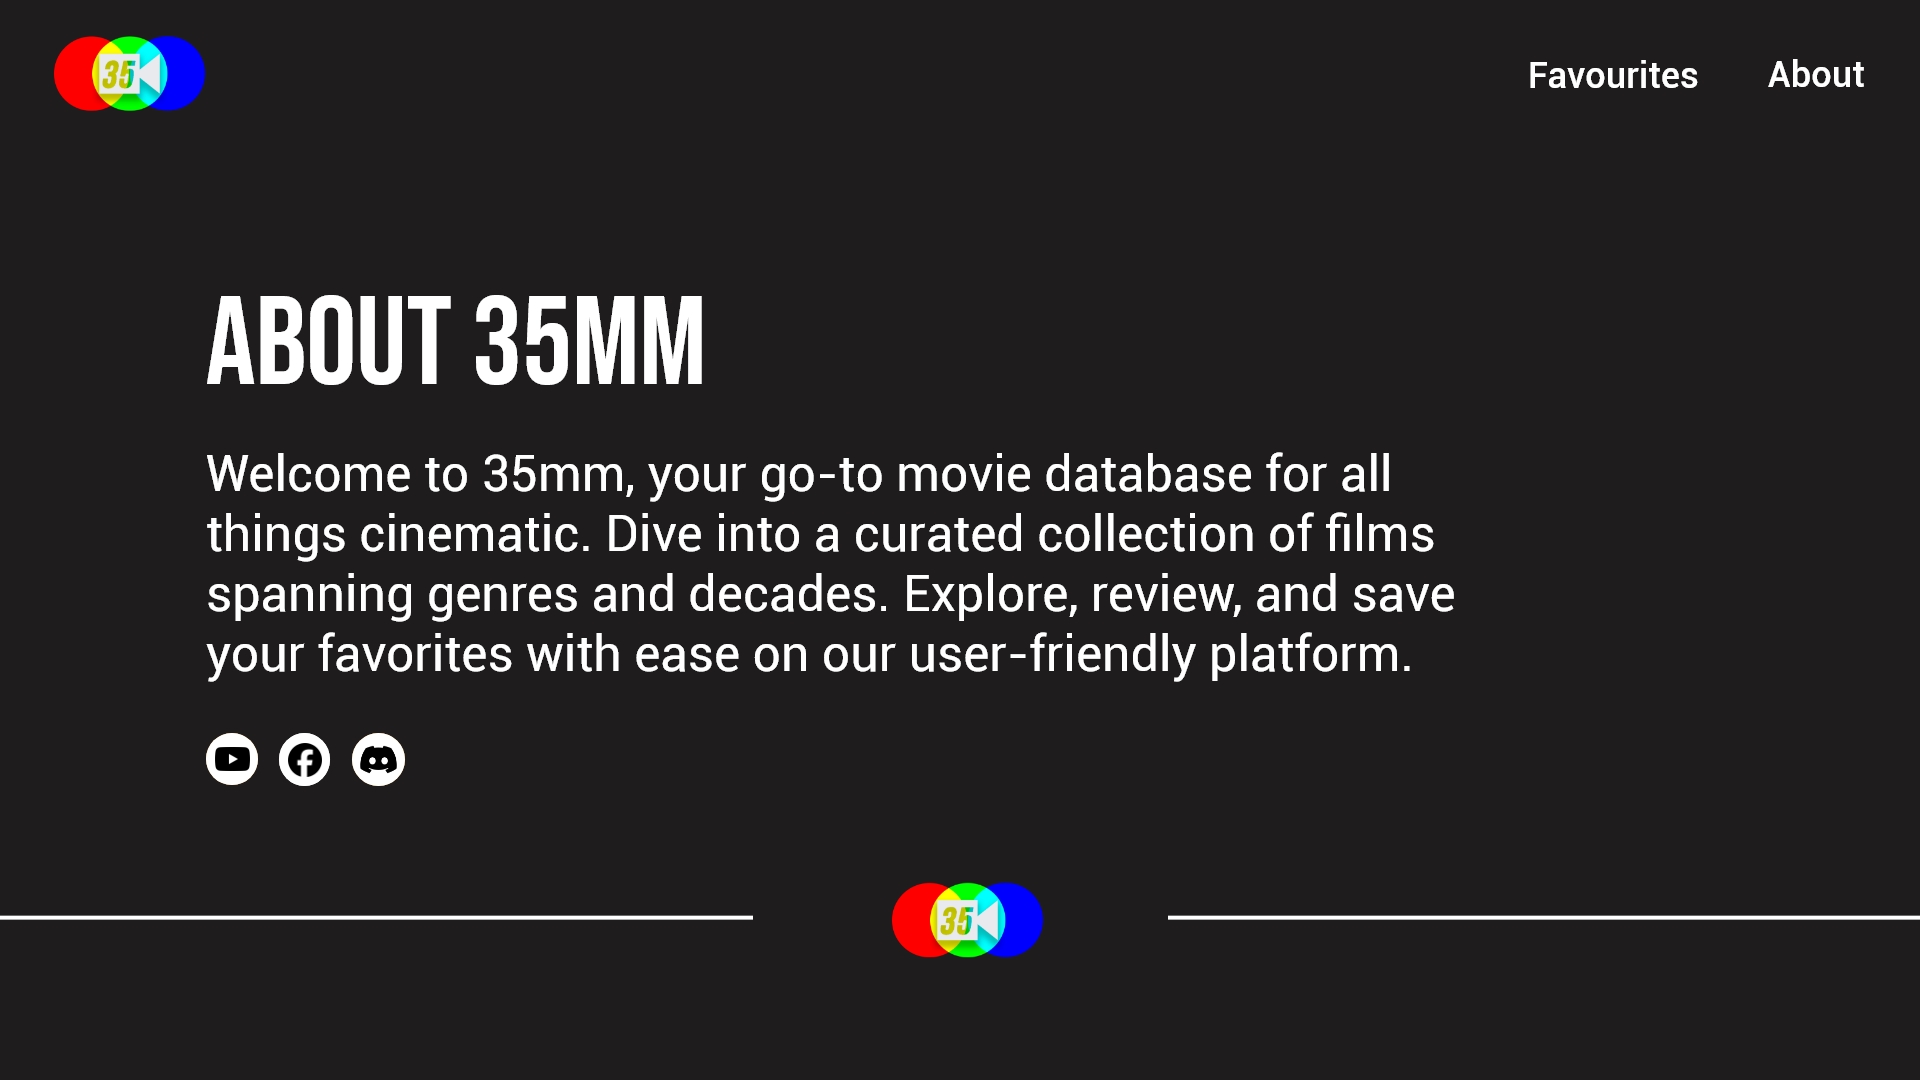 35
Favourites
About
ABOUT 35MM
Welcome to 35mm, your go-to movie database for all
things cinematic. Dive into a curated collection of films
spanning genres and decades. Explore, review, and save
your favorites with ease on our user-friendly platform.
35